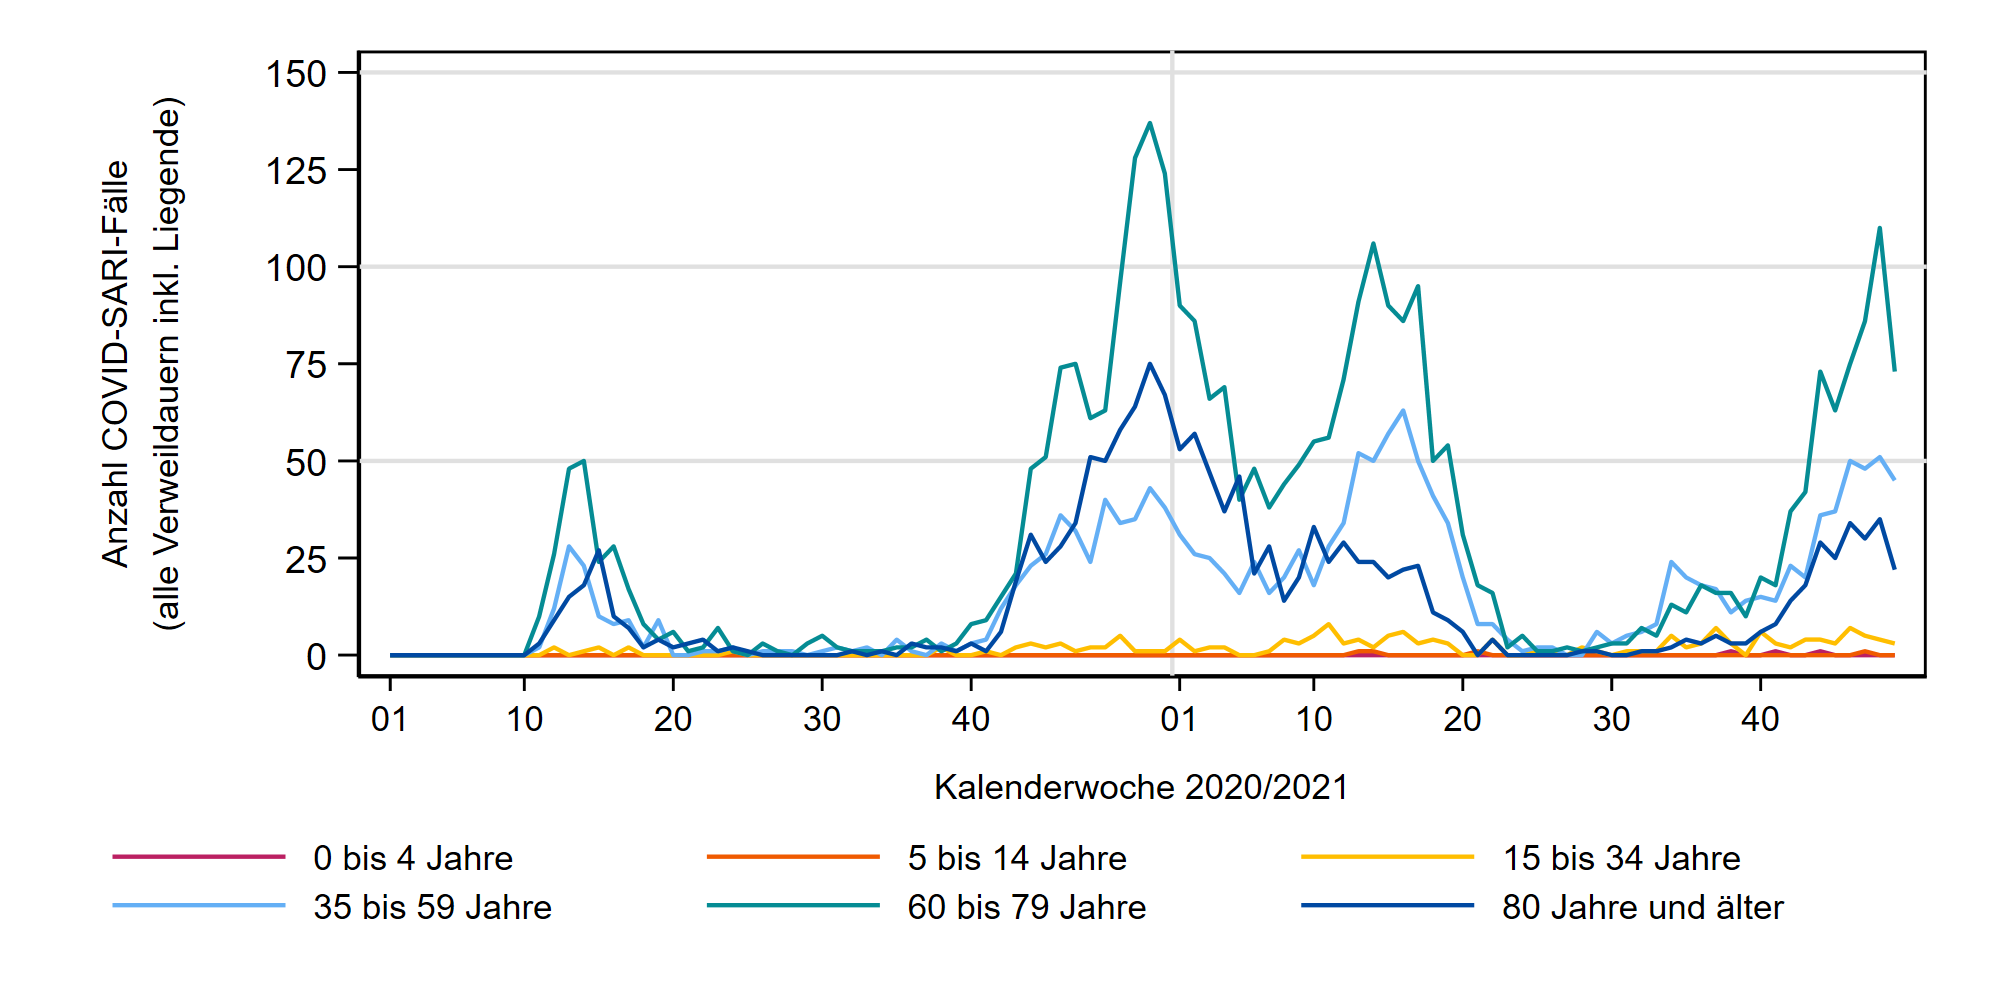 Anzahl COVID-SARI-Fälle
(alle Verweildauern inkl. Liegende)
150
125
100
75
50
25
0
01 10 20 30 40 01 10 20 30 40
Kalenderwoche 2020/2021
0 bis 4 Jahre 5 bis 14 Jahre 15 bis 34 Jahre
35 bis 59 Jahre 60 bis 79 Jahre 80 Jahre und älter